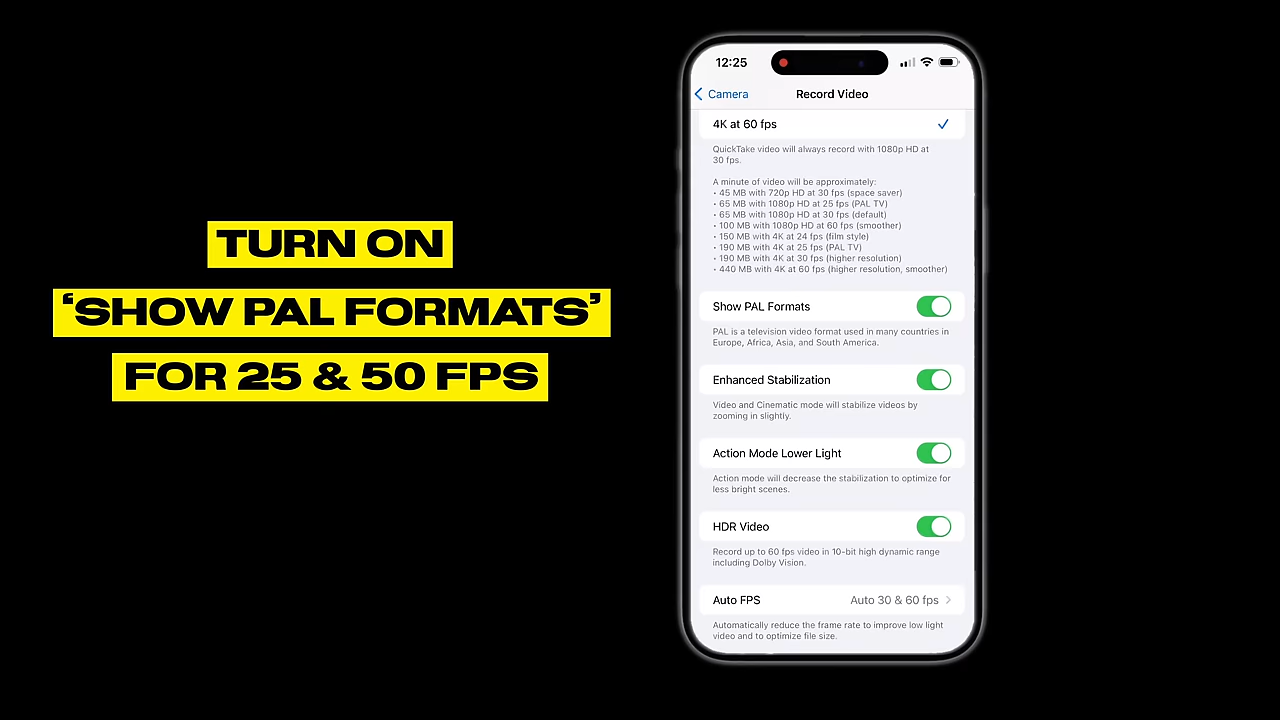 TURN ON
‘SHOW PAL FORMATS’
FOR 25 & 50 FPS
12:25
Camera
Record Video
4K at 60 fps
QuickTake video will always record with 1080p HD at
30 fps.
A minute of video will be approximately:
• 45 MB with 720p HD at 30 fps (space saver)
• 65 MB with 1080p HD at 25 fps (PAL TV)
• 65 MB with 1080p HD at 30 fps (default)
• 100 MB with 1080p HD at 60 fps (smoother)
• 150 MB with 4K at 24 fps (film style)
• 190 MB with 4K at 25 fps (PAL TV)
• 190 MB with 4K at 30 fps (higher resolution)
• 440 MB with 4K at 60 fps (higher resolution, smoother)
Show PAL Formats
PAL is a television video format used in many countries in
Europe, Africa, Asia, and South America.
Enhanced Stabilization
Video and Cinematic mode will stabilize videos by
zooming in slightly.
Action Mode Lower Light
Action mode will decrease the stabilization to optimize for
less bright scenes.
HDR Video
Record up to 60 fps video in 10-bit high dynamic range
including Dolby Vision.
Auto FPS Auto 30 & 60 fps
Automatically reduce the frame rate to improve low light
video and to optimize file size.